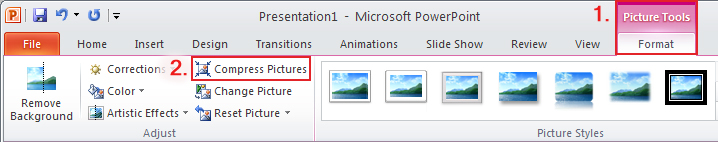 Presentation1 - Microsoft PowerPoint
1. Picture Tools
File Home Insert Design Transitions Animations Slide Show Review View Format
Corrections 2. Compress Pictures
Remove Background
Color Change Picture
Artistic Effects Reset Picture
Adjust Picture Styles